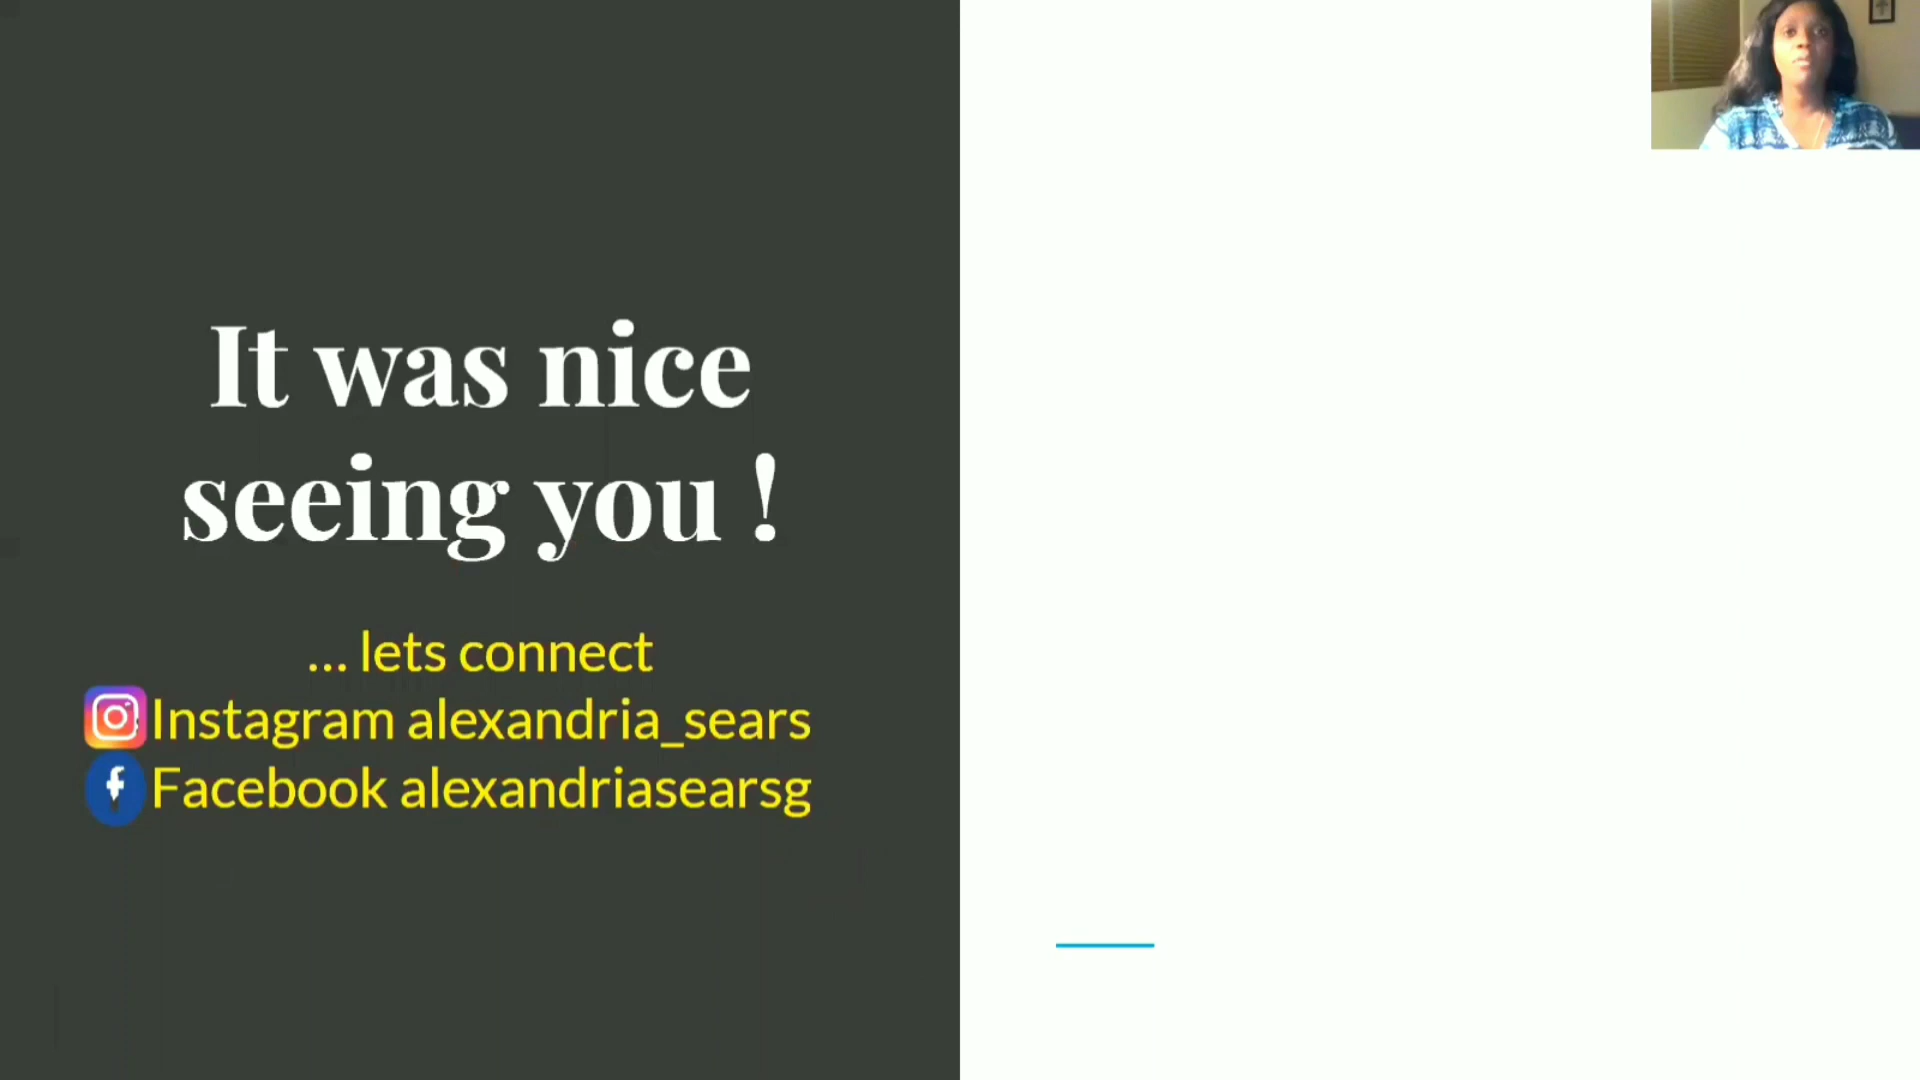 It was nice
seeing you !
... lets connect
Instagram alexandria_sears
Facebook alexandriasearsg